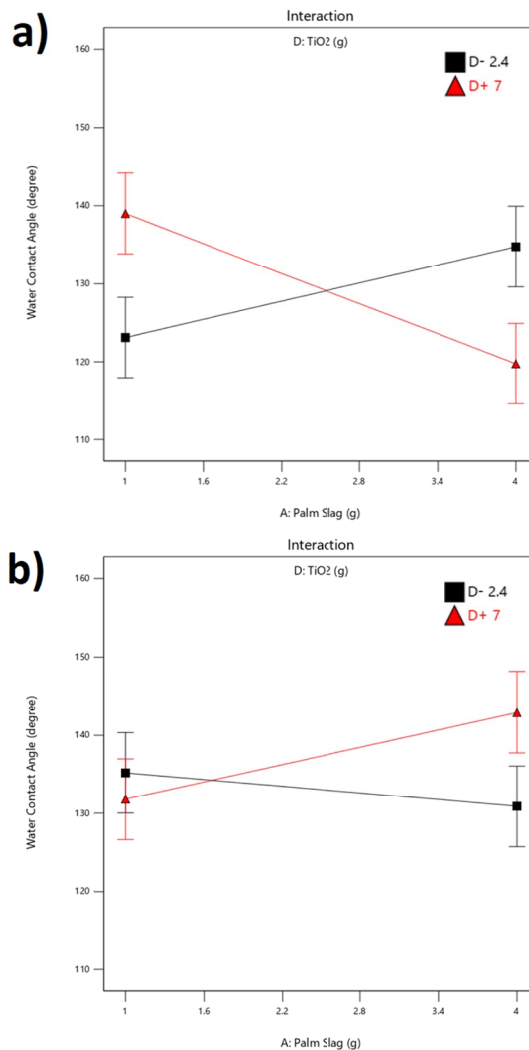 a)
Interaction
D: TiO2 (g)
D- 2.4
D+ 7
160
150
140
130
120
110
Water Contact Angle (degree)
1 1.6 2.2 2.8 3.4 4
A: Palm Slag (g)
b)
Interaction
D: TiO2 (g)
D- 2.4
D+ 7
160
150
140
130
120
110
Water Contact Angle (degree)
1 1.6 2.2 2.8 3.4 4
A: Palm Slag (g)